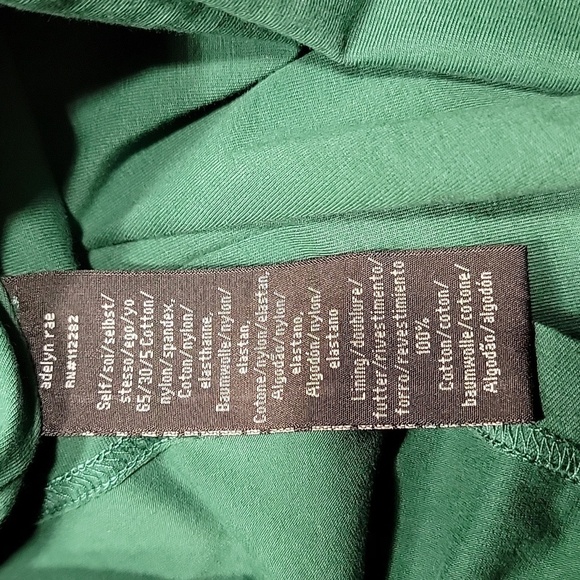 adelyn rae
RN#112282
Self/soi/salbst/
stessa/ego/yo
65/30/5 Cotton/
nylon/spandex,
Coton/nylon/
elasthanne,
Baumwolle/nylon/
elastan,
Cotone/nylon/elastan,
Algodão/nylon/
elastano,
Algodón/nylon/
elastano
Lining/doublure/
futter/rivestimento/
forro/revestimiento
100%
Cotton/coton/
baumwolle/cotone/
Algodão/algodón